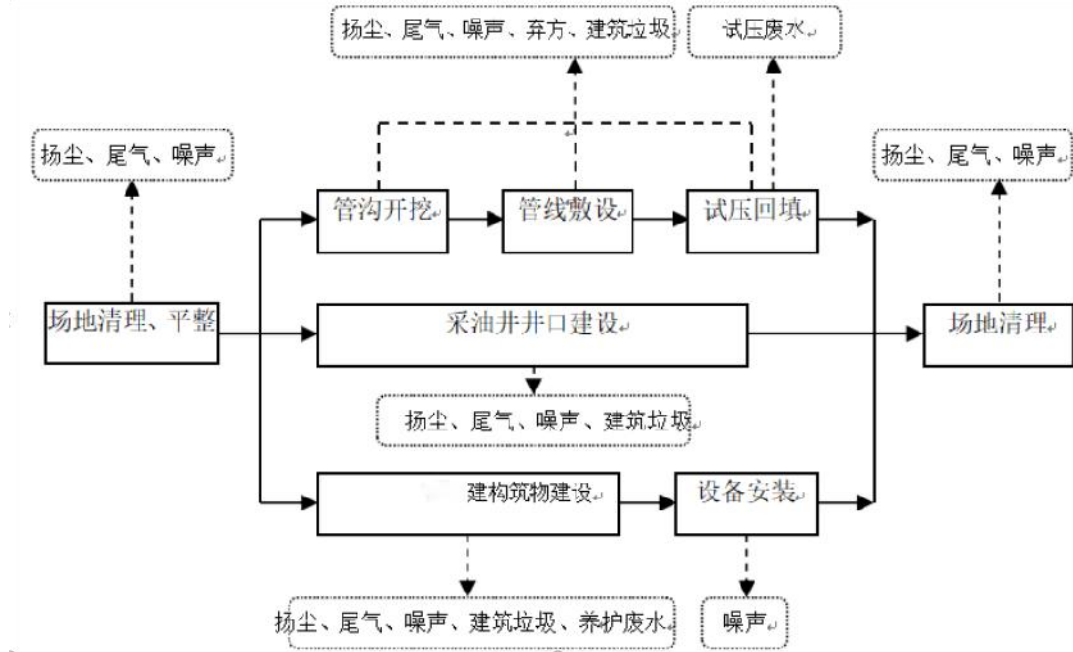 扬尘、尾气、噪声、弃方、建筑垃圾
试压废水
扬尘、尾气、噪声
扬尘、尾气、噪声
管沟开挖
管线敷设
试压回填
场地清理、平整
采油井井口建设
场地清理
扬尘、尾气、噪声、建筑垃圾
建构筑物建设
设备安装
扬尘、尾气、噪声、建筑垃圾、养护废水
噪声